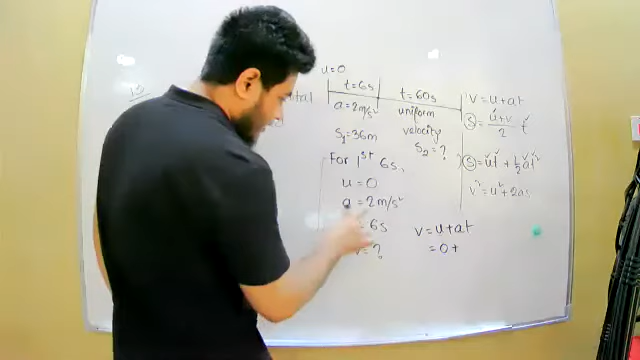 10
u=0
t=6s
t=60s
a=2m/s²
uniform
velocity
S₁=36m
S₂=?
For 1st 6s,
u=0
a=2m/s²
=6s
=?
v=u+at
=0+
v=u+at
S=(u+v)/2 t
S=ut+½at²
v²=u²+2as